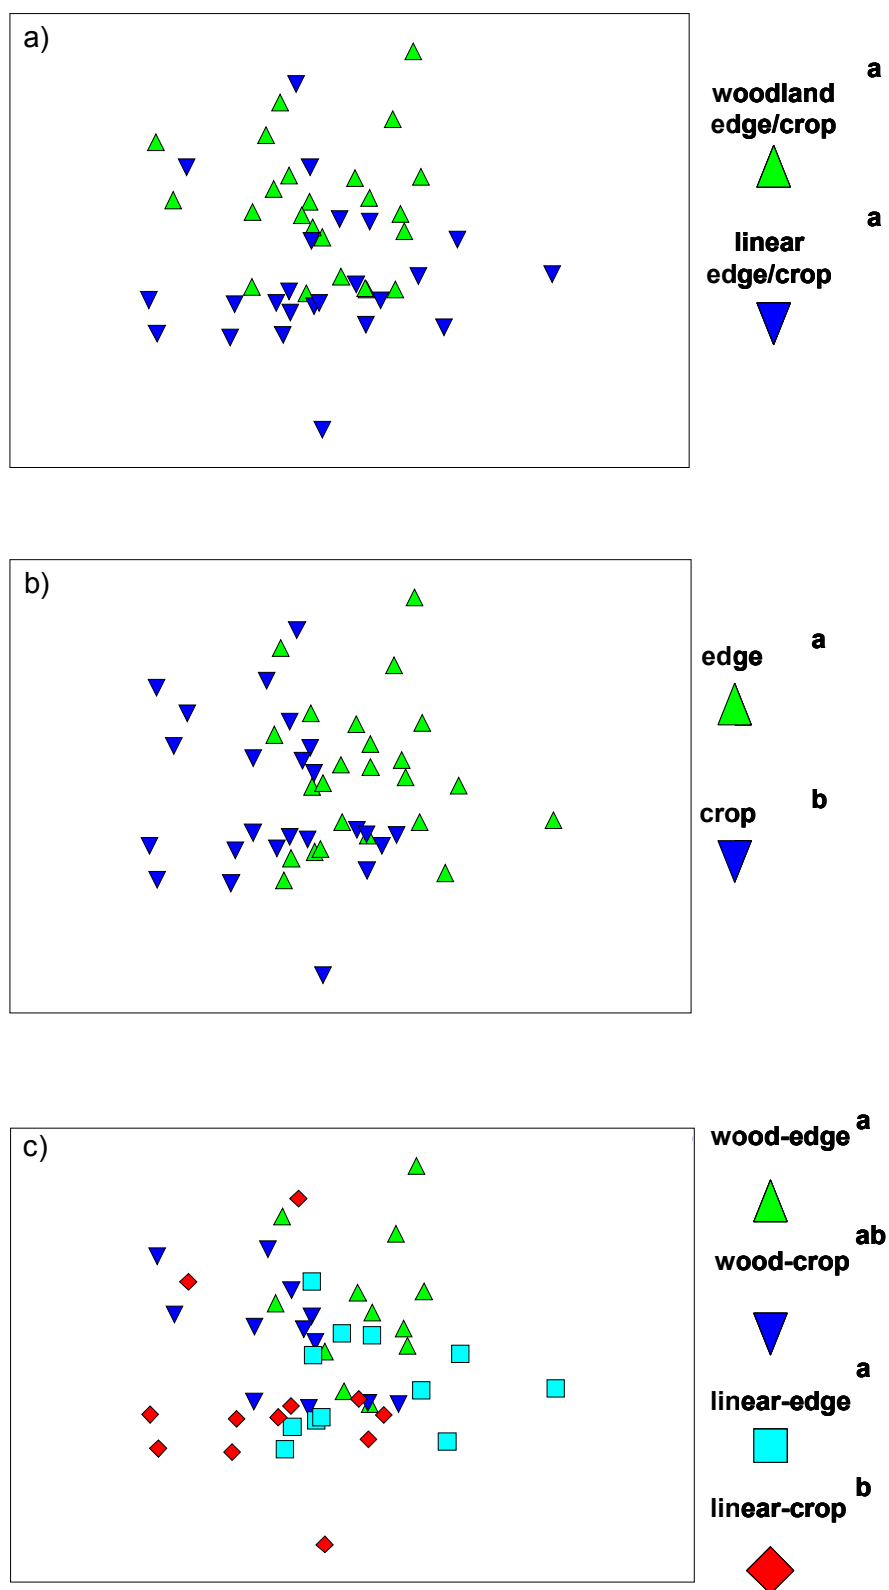 a)
a
woodland
edge/crop
a
linear
edge/crop
b)
a
edge
b
crop
c)
a
wood-edge
ab
wood-crop
a
linear-edge
b
linear-crop